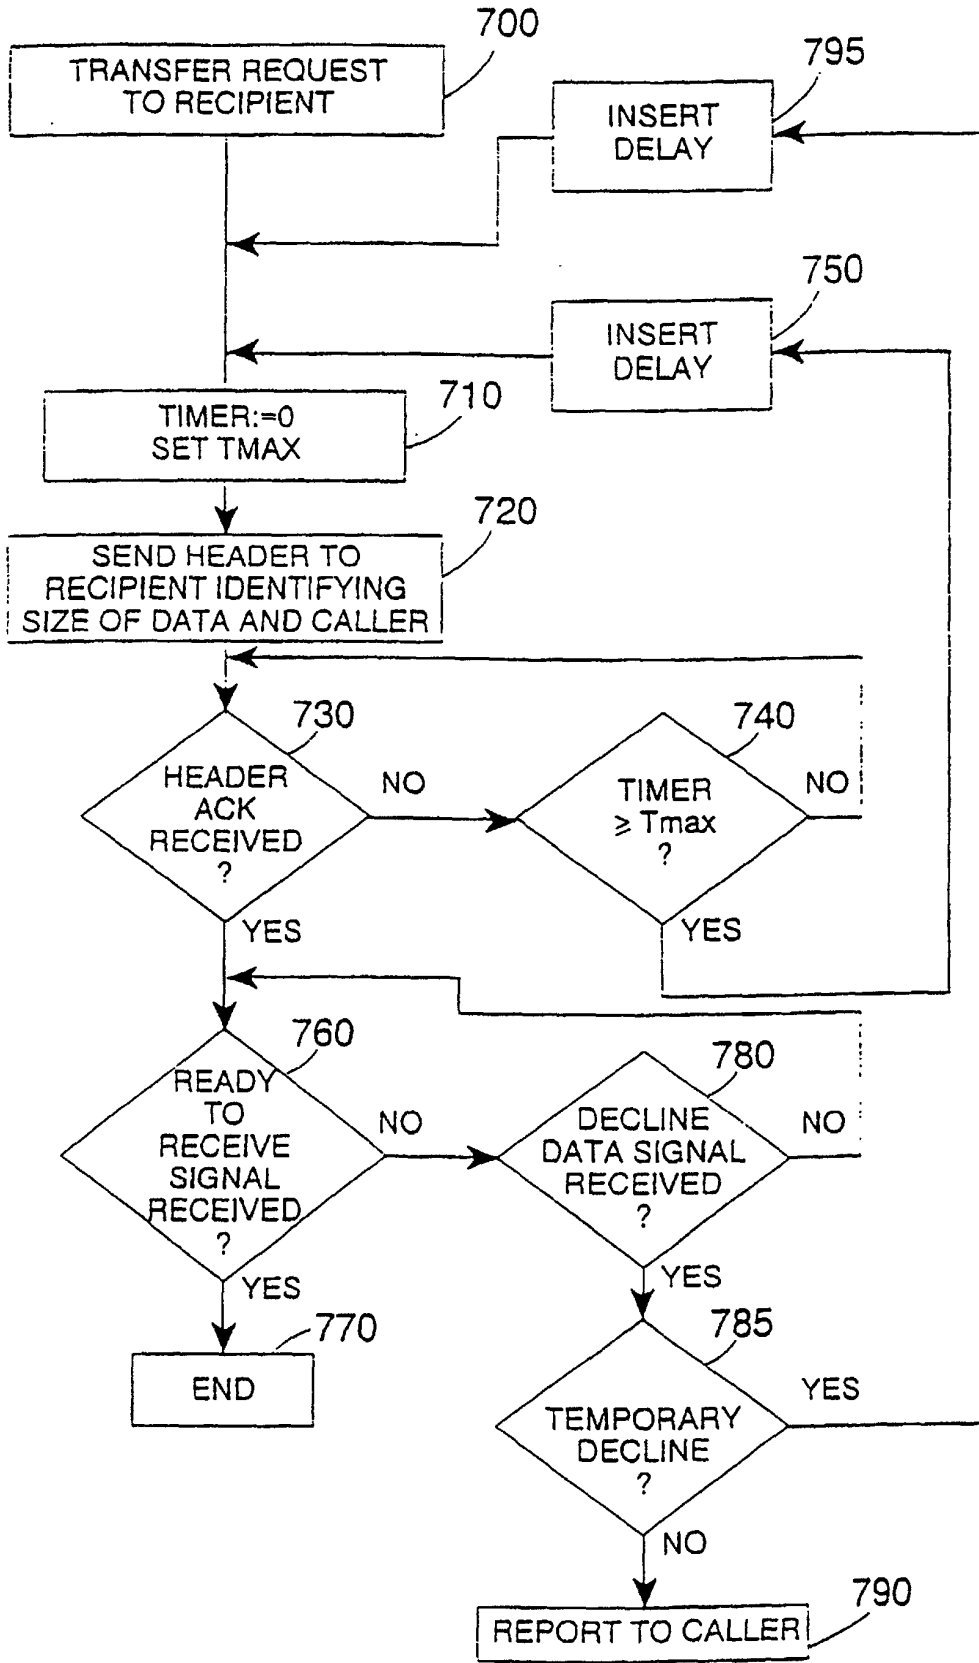 700
TRANSFER REQUEST
TO RECIPIENT
795
INSERT
DELAY
750
INSERT
DELAY
710
TIMER:=0
SET TMAX
720
SEND HEADER TO
RECIPIENT IDENTIFYING
SIZE OF DATA AND CALLER
730
HEADER
ACK
RECEIVED
?
NO
YES
740
TIMER
≥ Tmax
?
NO
YES
760
READY
TO
RECEIVE
SIGNAL
RECEIVED
?
NO
YES
780
DECLINE
DATA SIGNAL
RECEIVED
?
NO
YES
770
END
785
TEMPORARY
DECLINE
?
YES
NO
790
REPORT TO CALLER